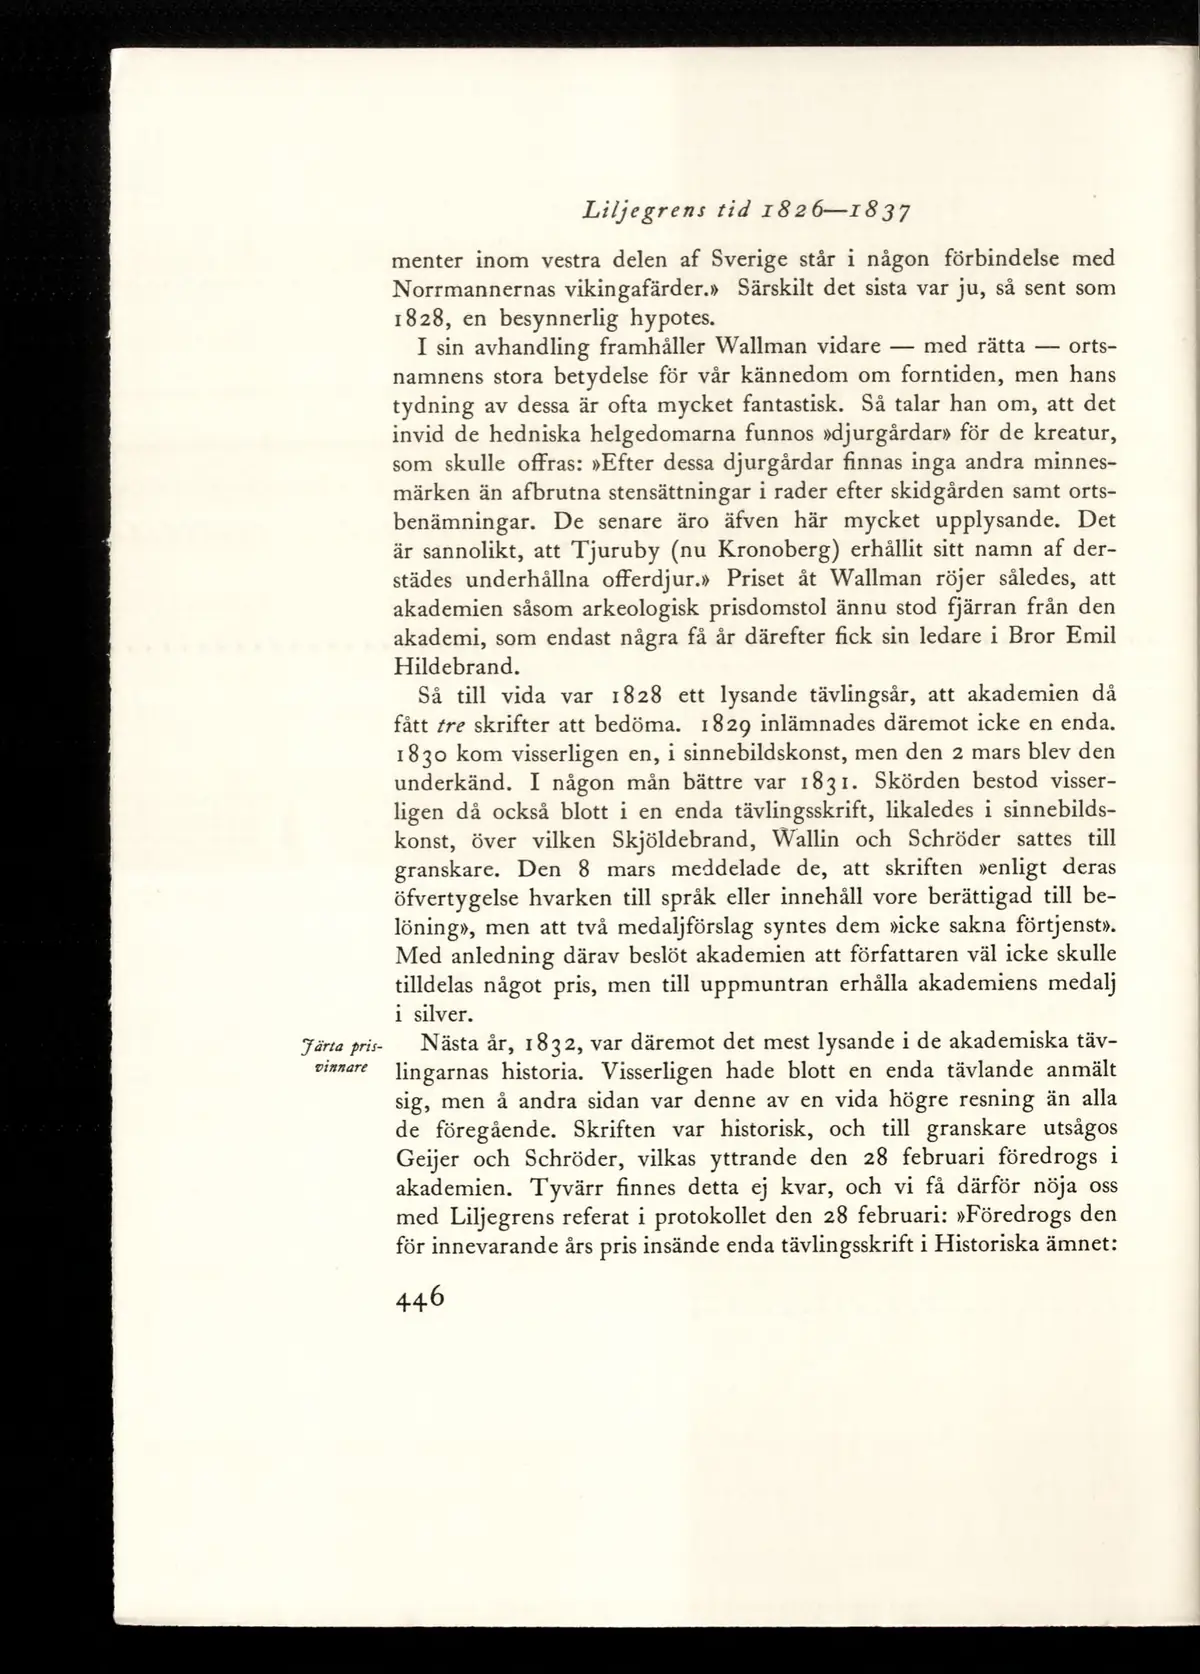 Liljegrens tid 1826—1837
menter inom vestra delen af Sverige står i någon förbindelse med
Norrmannernas vikingafärder.» Särskilt det sista var ju, så sent som
1828, en besynnerlig hypotes.
I sin avhandling framhåller Wallman vidare — med rätta — orts-
namnens stora betydelse för vår kännedom om forntiden, men hans
tydning av dessa är ofta mycket fantastisk. Så talar han om, att det
invid de hedniska helgedomarna funnos »djurgårdar» för de kreatur,
som skulle offras: »Efter dessa djurgårdar finnas inga andra minnes-
märken än afbrutna stensättningar i rader efter skidgården samt orts-
benämningar. De senare äro äfven här mycket upplysande. Det
är sannolikt, att Tjuruby (nu Kronoberg) erhållit sitt namn af der-
städes underhållna offerdjur.» Priset åt Wallman röjer således, att
akademien såsom arkeologisk prisdomstol ännu stod fjärran från den
akademi, som endast några få år därefter fick sin ledare i Bror Emil
Hildebrand.
Så till vida var 1828 ett lysande tävlingsår, att akademien då
fått tre skrifter att bedöma. 1829 inlämnades däremot icke en enda.
1830 kom visserligen en, i sinnebildskonst, men den 2 mars blev den
underkänd. I någon mån bättre var 1831. Skörden bestod visser-
ligen då också blott i en enda tävlingsskrift, likaledes i sinnebilds-
konst, över vilken Skjöldebrand, Wallin och Schröder sattes till
granskare. Den 8 mars meddelade de, att skriften »enligt deras
öfvertygelse hvarken till språk eller innehåll vore berättigad till be-
löning», men att två medaljförslag syntes dem »icke sakna förtjenst».
Med anledning därav beslöt akademien att författaren väl icke skulle
tilldelas något pris, men till uppmuntran erhålla akademiens medalj
i silver.
Järta pris-
vinnare
Nästa år, 1832, var däremot det mest lysande i de akademiska täv-
lingarnas historia. Visserligen hade blott en enda tävlande anmält
sig, men å andra sidan var denne av en vida högre resning än alla
de föregående. Skriften var historisk, och till granskare utsågos
Geijer och Schröder, vilkas yttrande den 28 februari föredrogs i
akademien. Tyvärr finnes detta ej kvar, och vi få därför nöja oss
med Liljegrens referat i protokollet den 28 februari: »Föredrogs den
för innevarande års pris insände enda tävlingsskrift i Historiska ämnet:
446